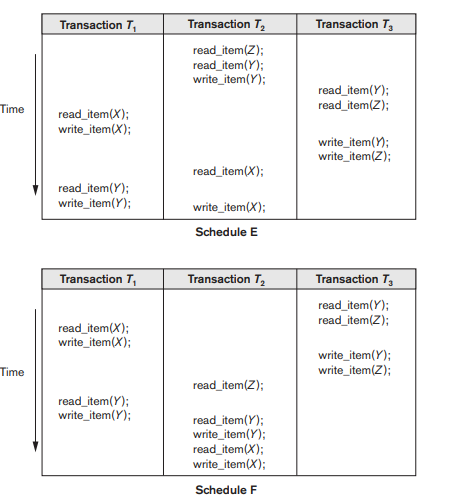 Transaction T1 Transaction T2 Transaction T3
read_item(Z);
read_item(Y);
write_item(Y);
read_item(Y);
read_item(Z);
Time
read_item(X);
write_item(X);
write_item(Y);
write_item(Z);
read_item(X);
read_item(Y);
write_item(Y);
write_item(X);
Schedule E
Transaction T1 Transaction T2 Transaction T3
read_item(Y);
read_item(Z);
read_item(X);
write_item(X);
write_item(Y);
write_item(Z);
Time
read_item(Z);
read_item(Y);
write_item(Y);
read_item(Y);
write_item(Y);
read_item(X);
write_item(X);
Schedule F